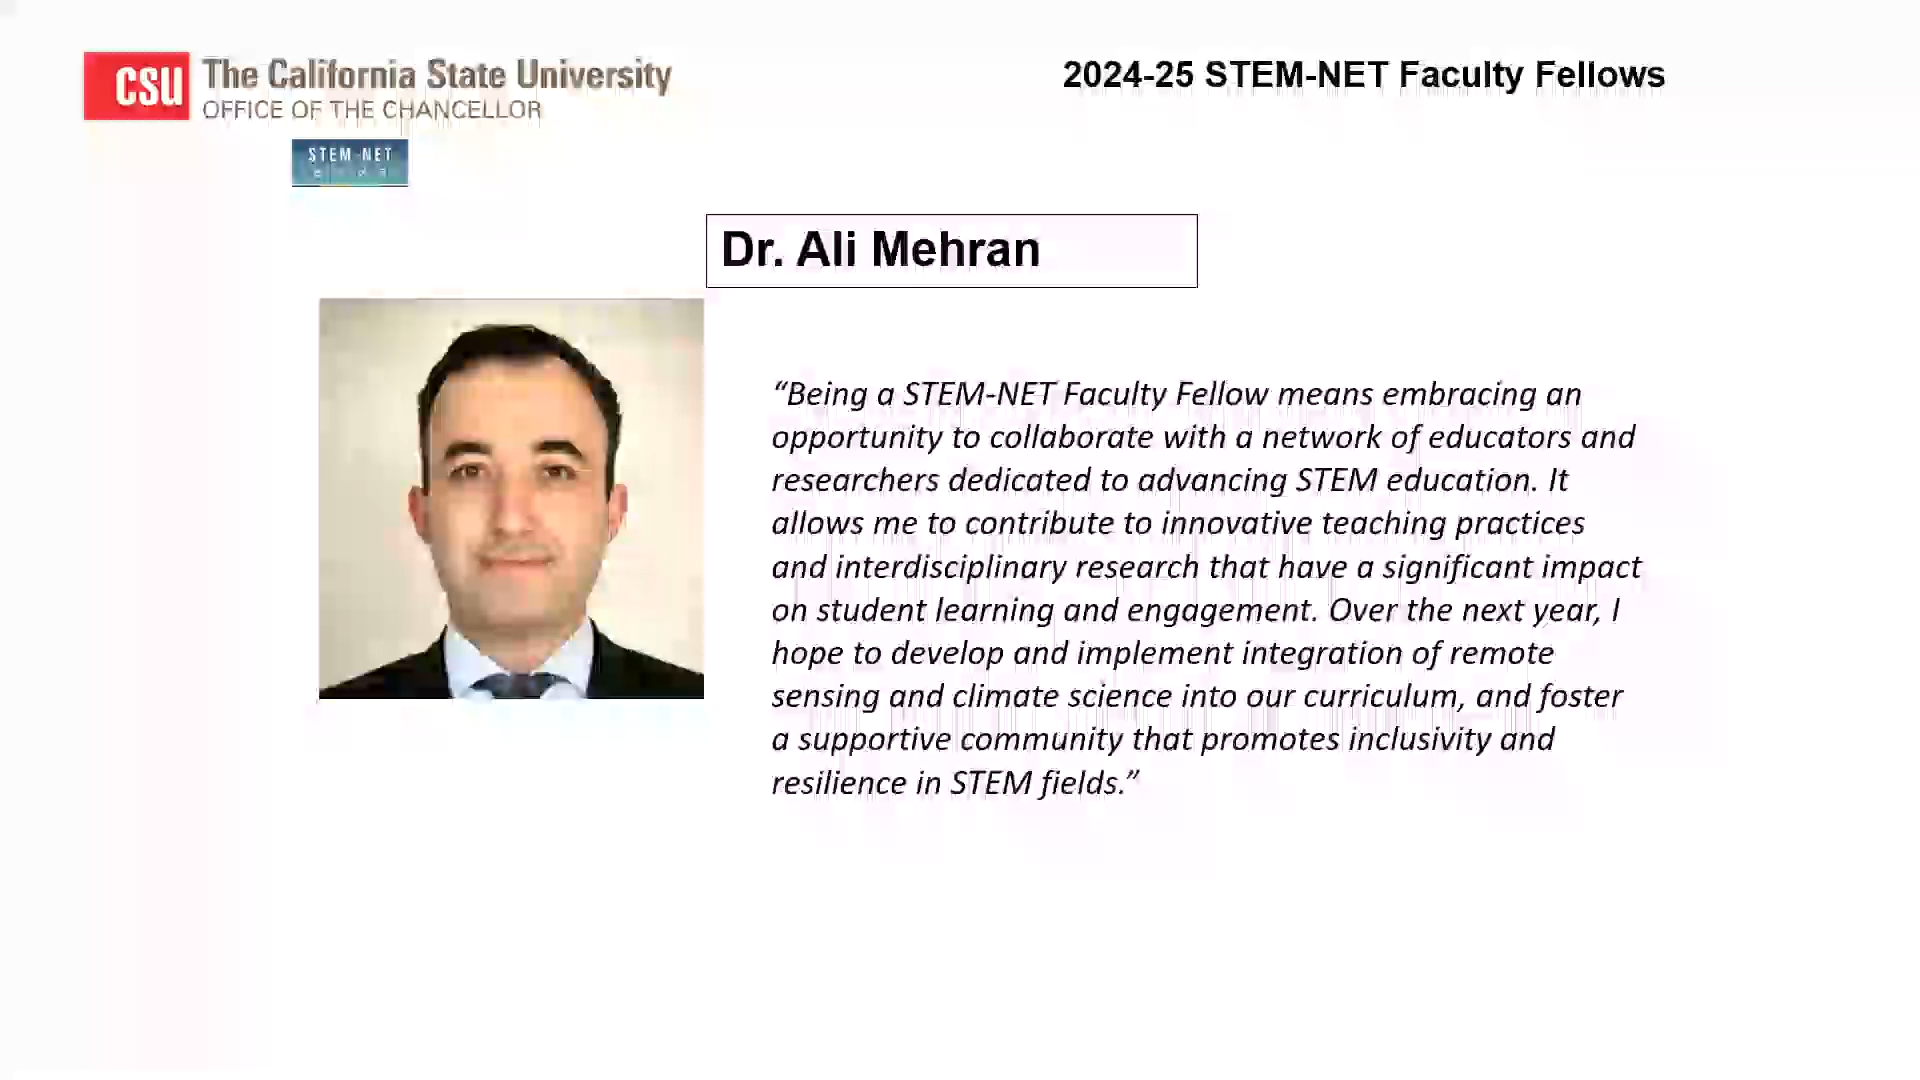 CSU The California State University
OFFICE OF THE CHANCELLOR
2024-25 STEM-NET Faculty Fellows
STEM-NET
Dr. Ali Mehran
“Being a STEM-NET Faculty Fellow means embracing an
opportunity to collaborate with a network of educators and
researchers dedicated to advancing STEM education. It
allows me to contribute to innovative teaching practices
and interdisciplinary research that have a significant impact
on student learning and engagement. Over the next year, I
hope to develop and implement integration of remote
sensing and climate science into our curriculum, and foster
a supportive community that promotes inclusivity and
resilience in STEM fields.”